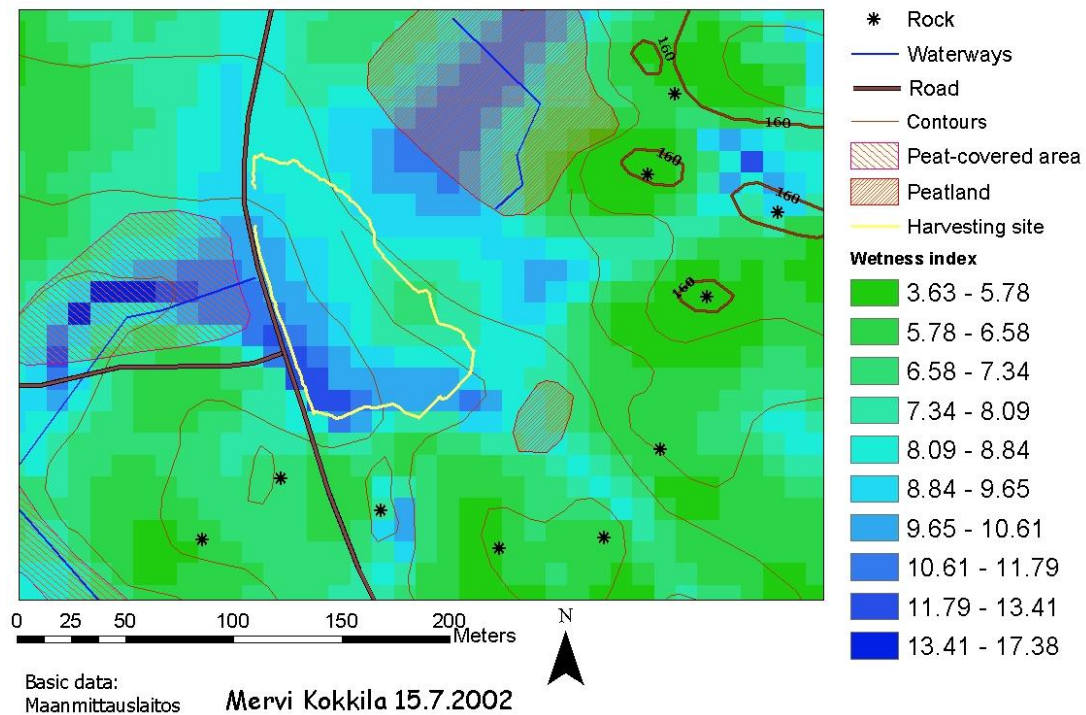 160
160
160
160
160
Rock
Waterways
Road
Contours
Peat-covered area
Peatland
Harvesting site
Wetness index
3.63 - 5.78
5.78 - 6.58
6.58 - 7.34
7.34 - 8.09
8.09 - 8.84
8.84 - 9.65
9.65 - 10.61
10.61 - 11.79
11.79 - 13.41
13.41 - 17.38
0 25 50 100 150 200
Meters
N
Basic data:
Maanmittauslaitos
Mervi Kokkila 15.7.2002